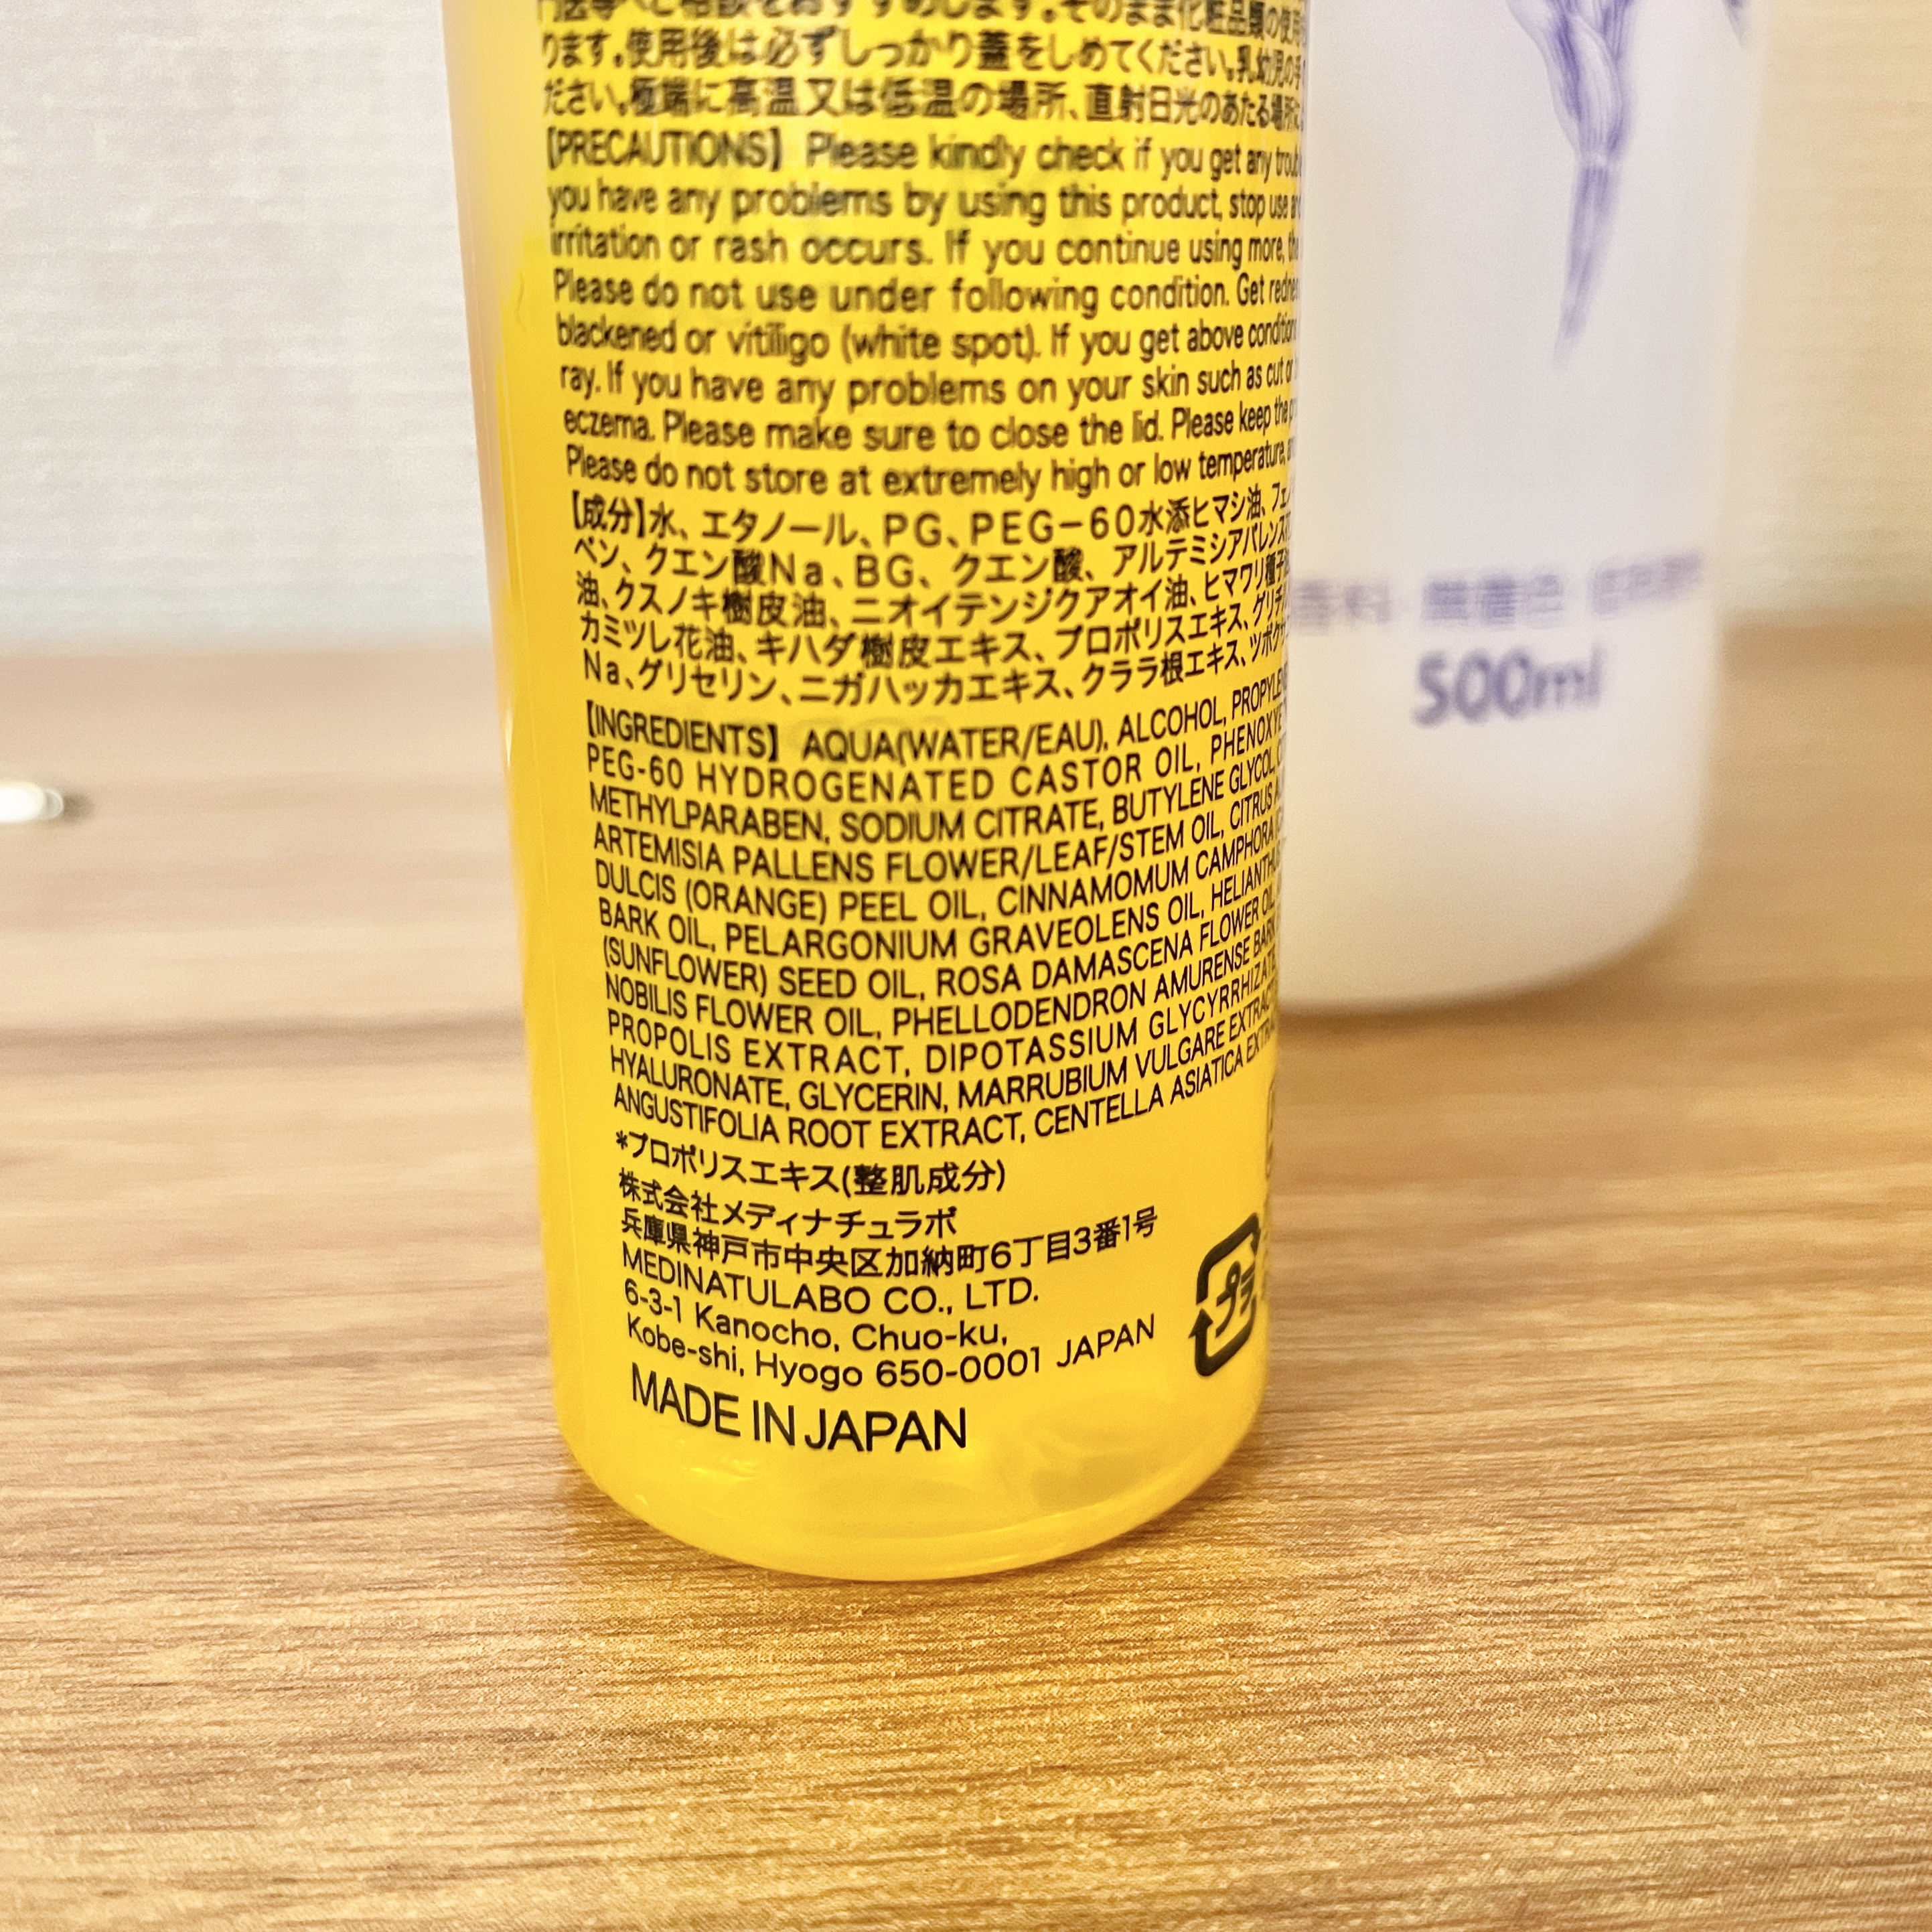 ります。使用後は必ずしっかり蓋をしめてください。乳幼児の手
ださい。極端に高温又は低温の場所、直射日光のあたる場所に
【PRECAUTIONS】 Please kindly check if you get any
you have any problems by using this product, stop use
irritation or rash occurs. If you continue using more,
Please do not use under following condition. Get
blackened or vitiligo (white spot). If you get above
ray. If you have any problems on your skin such as cut or
eczema. Please make sure to close the lid. Please keep the
Please do not store at extremely high or low temperature,
【成分】水、エタノール、PG、PEG－60水添ヒマシ油、フェノ
ベン、クエン酸Na、BG、クエン酸、アルテミシアパレンス
油、クスノキ樹皮油、ニオイテンジクアオイ油、ヒマワリ種子
カミツレ花油、キハダ樹皮エキス、プロポリスエキス、グリチ
Na、グリセリン、ニガハッカエキス、クララ根エキス、ツボクサ
【INGREDIENTS】 AQUA(WATER/EAU), ALCOHOL,
PEG-60 HYDROGENATED CASTOR OIL,
METHYLPARABEN, SODIUM CITRATE, BUTYLENE GLYCOL,
ARTEMISIA PALLENS FLOWER/LEAF/STEM OIL, CITRUS
DULCIS (ORANGE) PEEL OIL, CINNAMOMUM CAMPHORA
BARK OIL, PELARGONIUM GRAVEOLENS OIL,
(SUNFLOWER) SEED OIL, ROSA DAMASCENA FLOWER OIL,
NOBILIS FLOWER OIL, PHELLODENDRON AMURENSE BARK
PROPOLIS EXTRACT, DIPOTASSIUM GLYCYRRHIZATE,
HYALURONATE, GLYCERIN, MARRUBIUM VULGARE EXTRACT,
ANGUSTIFOLIA ROOT EXTRACT, CENTELLA ASIATICA
*プロポリスエキス(整肌成分)
株式会社メディナチュラボ
兵庫県神戸市中央区加納町6丁目3番1号
MEDINATULABO CO., LTD.
6-3-1 Kanocho, Chuo-ku,
Kobe-shi, Hyogo 650-0001 JAPAN
MADE IN JAPAN
プラ
500ml